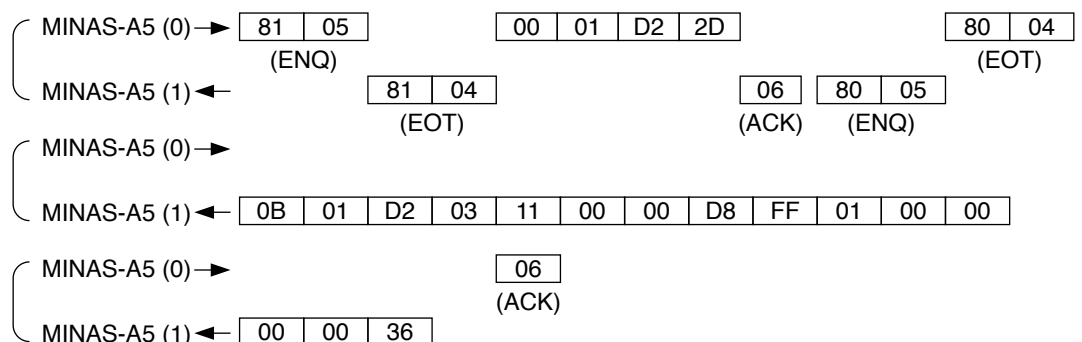 MINAS-A5 (0) 81 05 00 01 D2 2D 80 04
(ENQ) (EOT)
MINAS-A5 (1) 81 04 06 80 05
(EOT) (ACK) (ENQ)
MINAS-A5 (0)
MINAS-A5 (1) 0B 01 D2 03 11 00 00 D8 FF 01 00 00
MINAS-A5 (0) 06
(ACK)
MINAS-A5 (1) 00 00 36